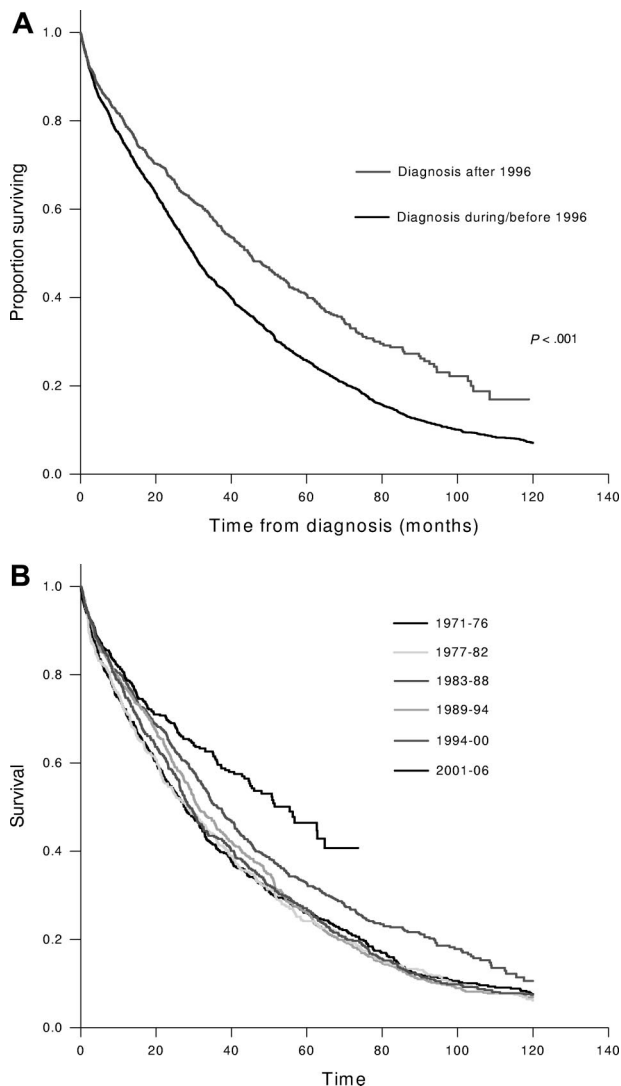 A
1.0
0.8
0.6
0.4
0.2
0.0
Proportion surviving
Diagnosis after 1996
Diagnosis during/before 1996
P < .001
0 20 40 60 80 100 120 140
Time from diagnosis (months)
B
1.0
0.8
0.6
0.4
0.2
0.0
Survival
1971-76
1977-82
1983-88
1989-94
1994-00
2001-06
0 20 40 60 80 100 120 140
Time